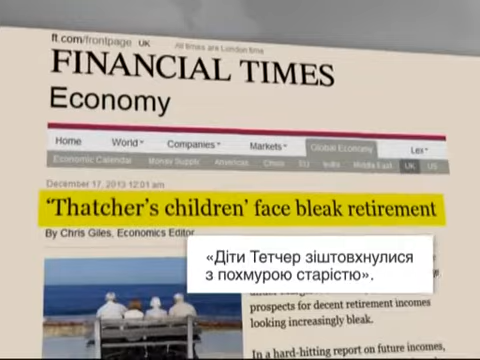 ft.com/frontpage UK All times are London time
FINANCIAL TIMES
Economy
Home World Companies Markets Global Economy Lex
Economic Calendar Money Supply Americas China EU India Middle East UK US
December 17, 2013 12:01 am
‘Thatcher’s children’ face bleak retirement
By Chris Giles, Economics Editor
«Діти Тетчер зіштовхнулися
з похмурою старістю».
prospects for decent retirement incomes
looking increasingly bleak.
In a hard-hitting report on future incomes,